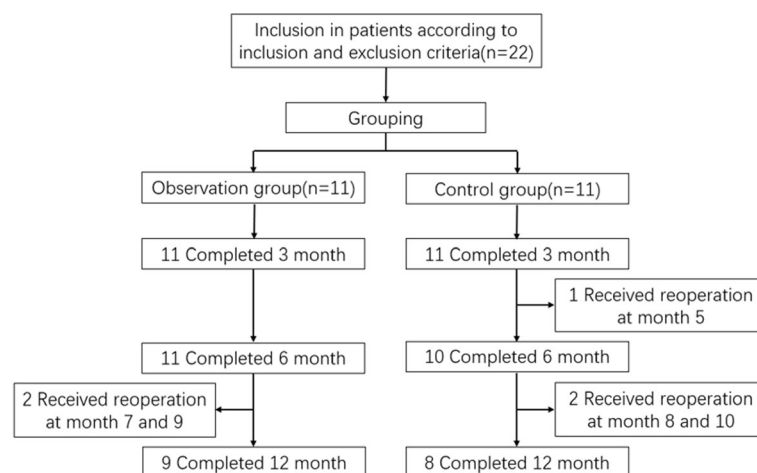 Inclusion in patients according to
inclusion and exclusion criteria(n=22)
Grouping
Observation group(n=11)
Control group(n=11)
11 Completed 3 month
11 Completed 3 month
1 Received reoperation
at month 5
11 Completed 6 month
10 Completed 6 month
2 Received reoperation
at month 7 and 9
2 Received reoperation
at month 8 and 10
9 Completed 12 month
8 Completed 12 month